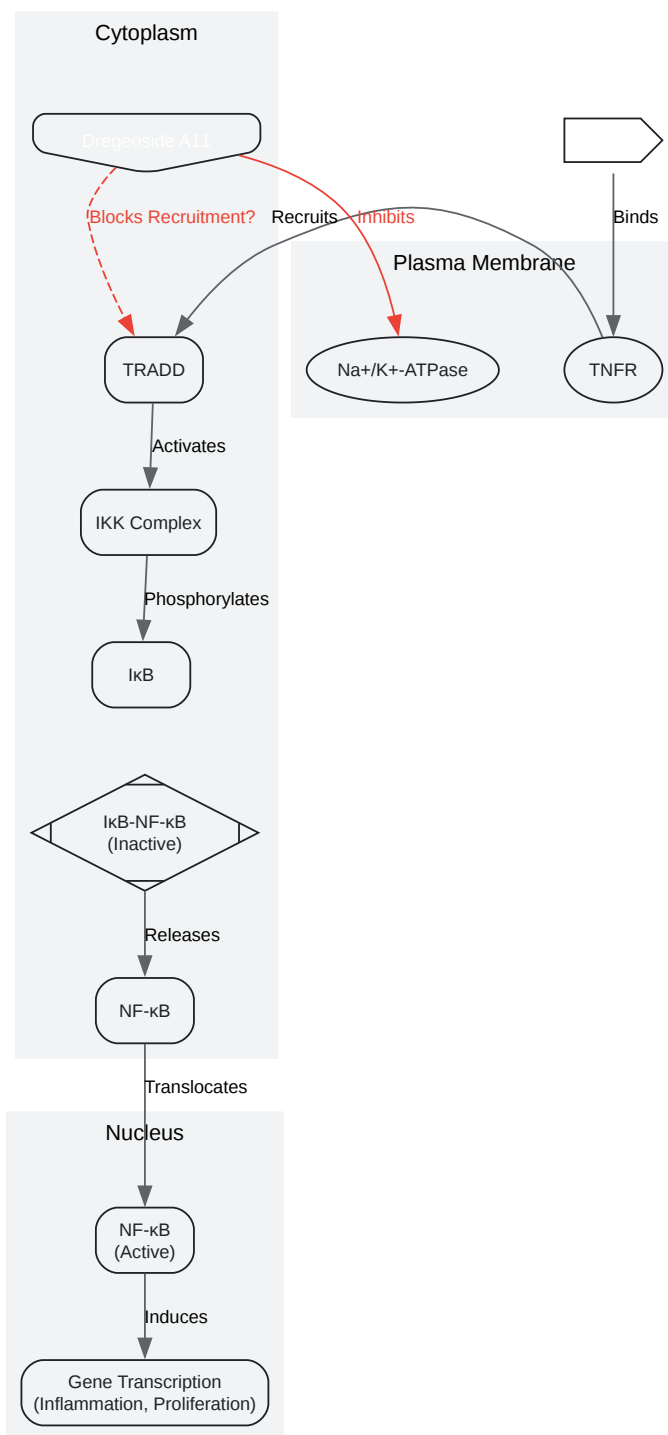 Cytoplasm
Dregeoside A11
Blocks Recruitment?
Recruits
Inhibits
Binds
Plasma Membrane
TRADD
Na+/K+-ATPase
TNFR
Activates
IKK Complex
Phosphorylates
IκB
IκB-NF-κB
(Inactive)
Releases
NF-κB
Translocates
Nucleus
NF-κB
(Active)
Induces
Gene Transcription
(Inflammation, Proliferation)